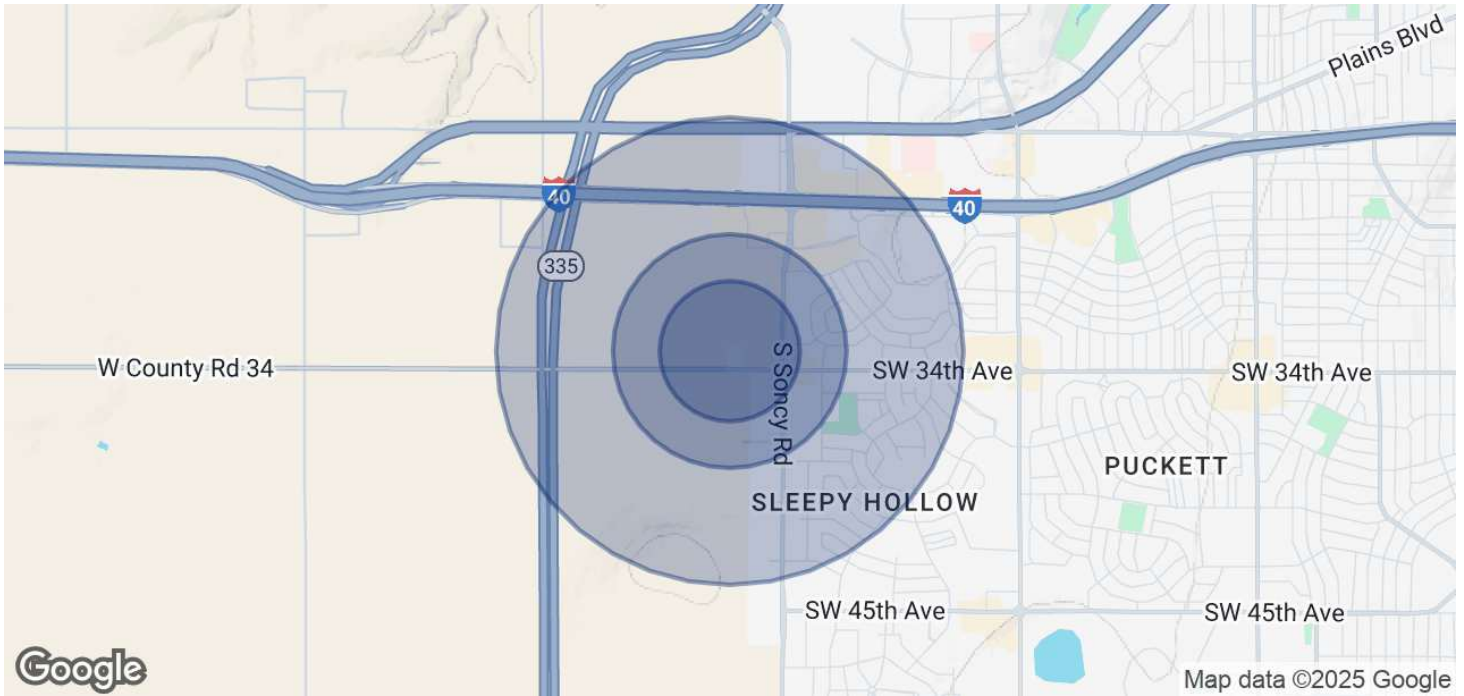 Plains Blvd
40
40
335
W County Rd 34
S Soncy Rd
SW 34th Ave
SW 34th Ave
PUCKETT
SLEEPY HOLLOW
SW 45th Ave
SW 45th Ave
Google
Map data ©2025 Google